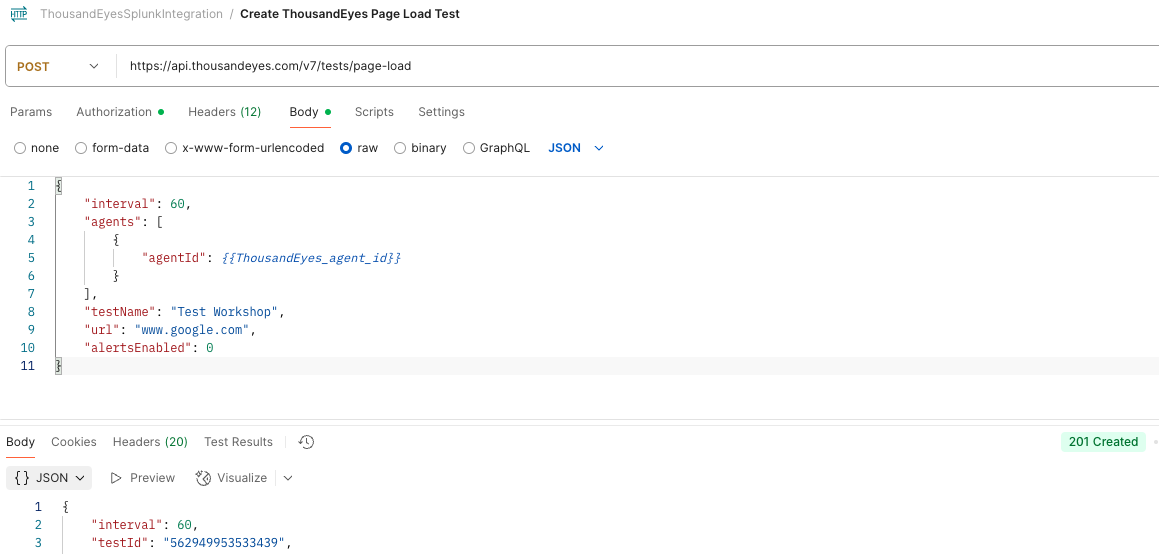 HTTP ThousandEyesSplunkIntegration / Create ThousandEyes Page Load Test
POST https://api.thousandeyes.com/v7/tests/page-load
Params Authorization Headers (12) Body Scripts Settings
none form-data x-www-form-urlencoded raw binary GraphQL JSON
1 {
2 "interval": 60,
3 "agents": [
4 {
5 "agentId": {{ThousandEyes_agent_id}}
6 }
7 ],
8 "testName": "Test Workshop",
9 "url": "www.google.com",
10 "alertsEnabled": 0
11 }
Body Cookies Headers (20) Test Results 201 Created
{} JSON Preview Visualize
1 {
2 "interval": 60,
3 "testId": "562949953533439",